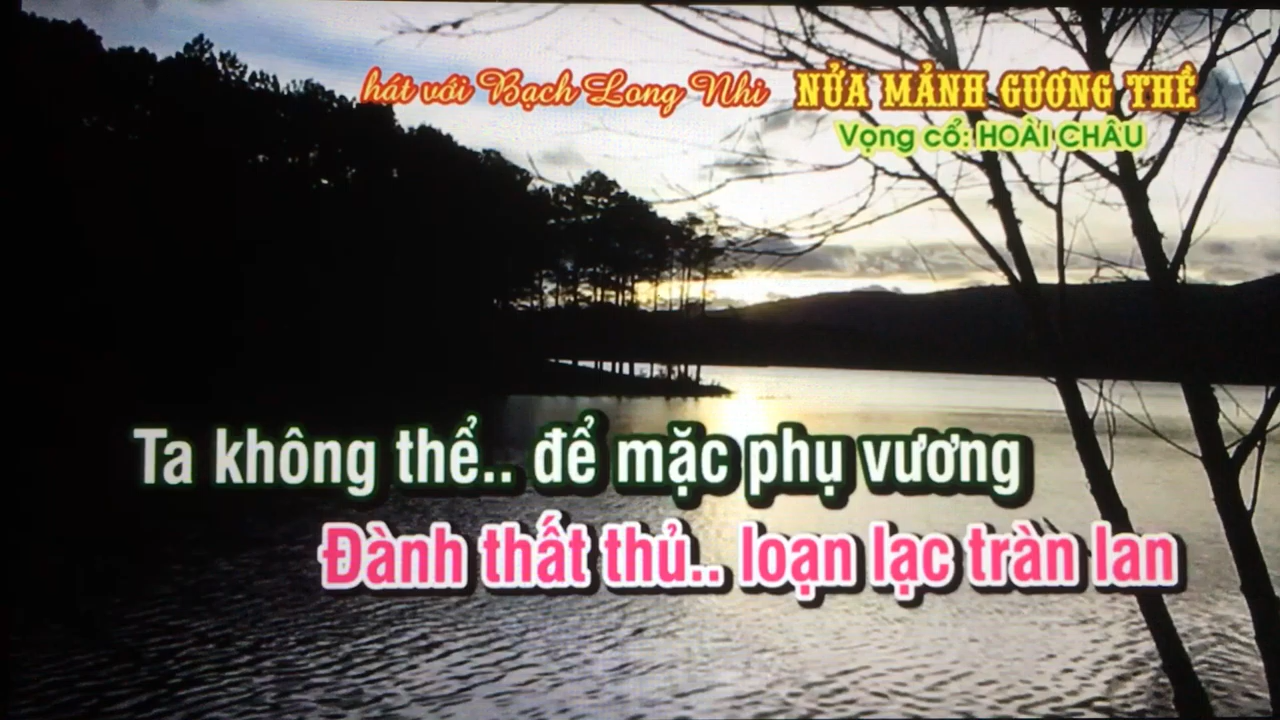 hát với Bạch Long Nhi
NỬA MẢNH GƯƠNG THỀ
Vọng cổ: HOÀI CHÂU
Ta không thể.. để mặc phụ vương
Đành thất thủ.. loạn lạc tràn lan